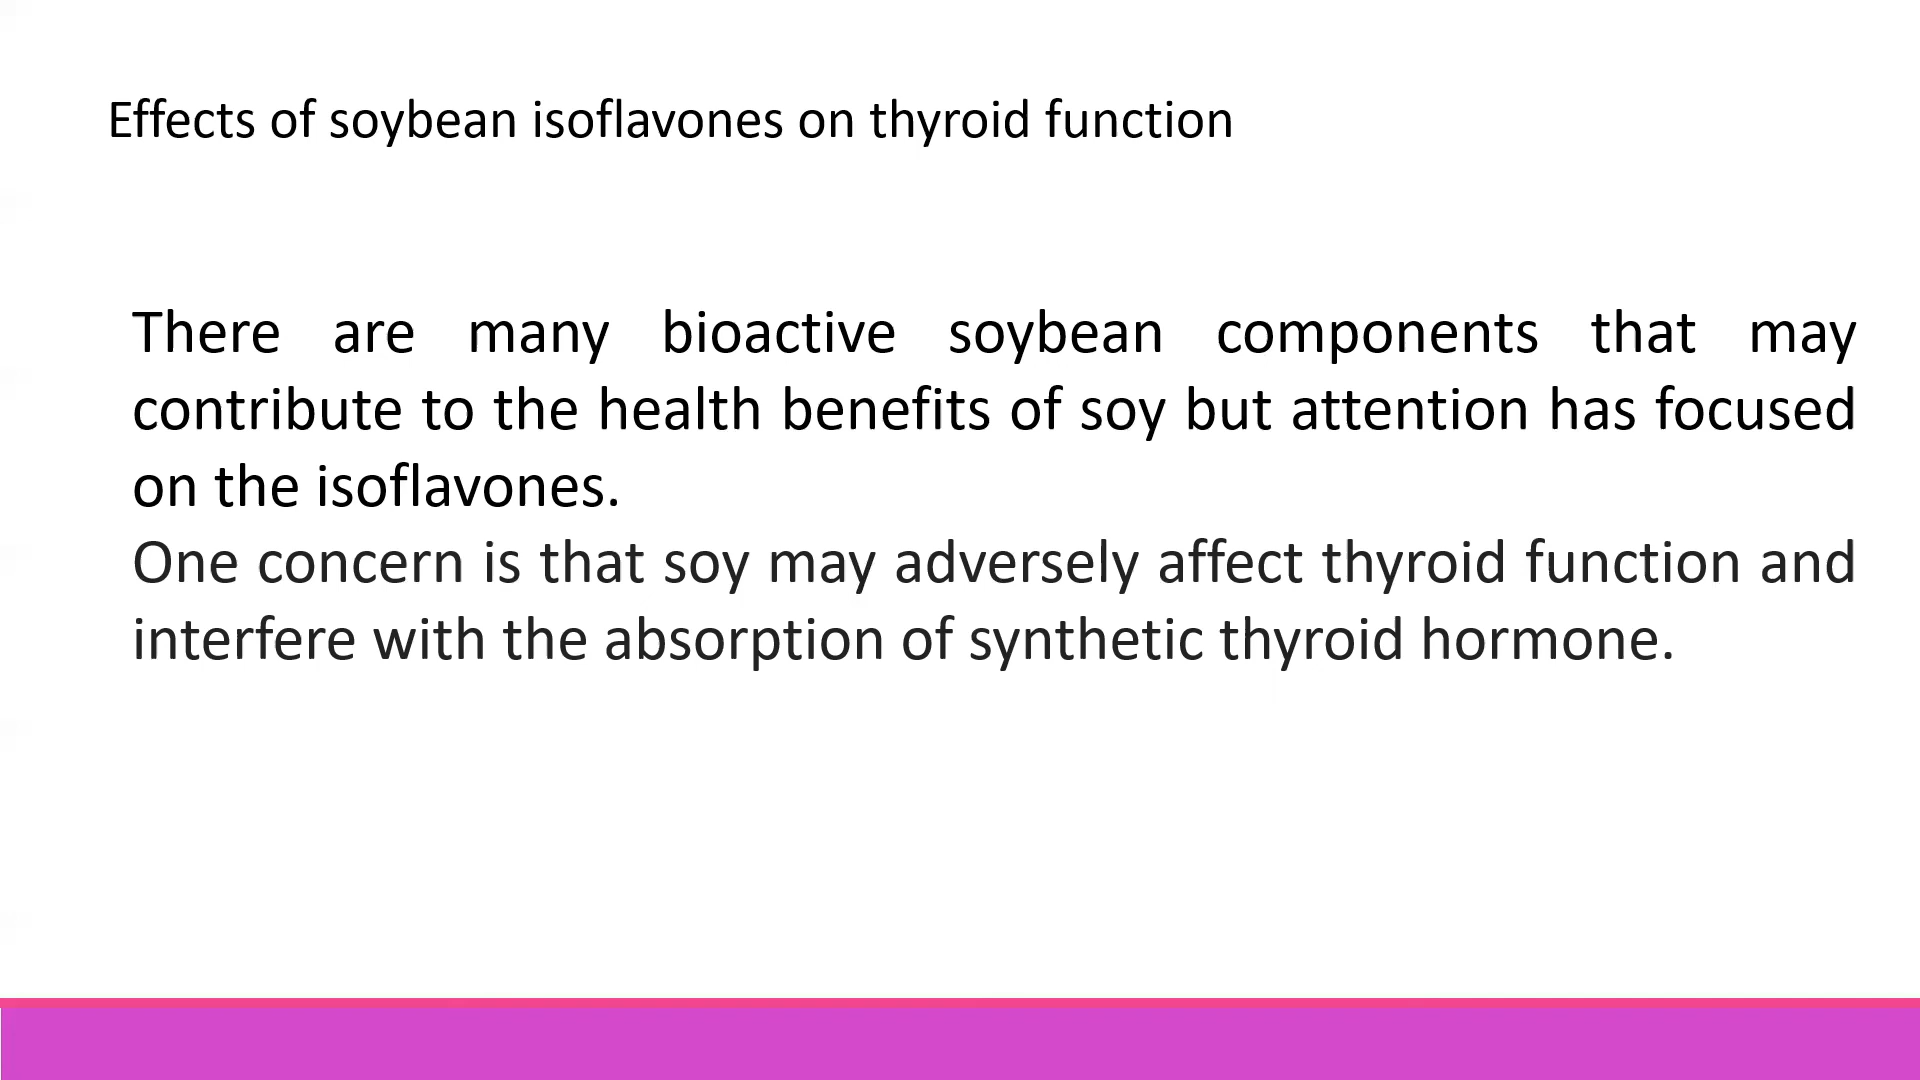 Effects of soybean isoflavones on thyroid function
There are many bioactive soybean components that may
contribute to the health benefits of soy but attention has focused
on the isoflavones.
One concern is that soy may adversely affect thyroid function and
interfere with the absorption of synthetic thyroid hormone.